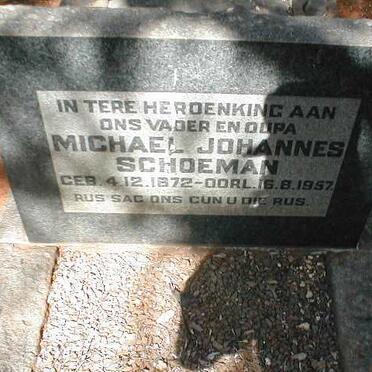 IN TERE HERDENKING AAN
ONS VADER EN OUPA
MICHAEL JOHANNES
SCHOEMAN
GEB. 4.12.1872-OORL.16.8.1957.
RUS SAG ONS GUN U DIE RUS.